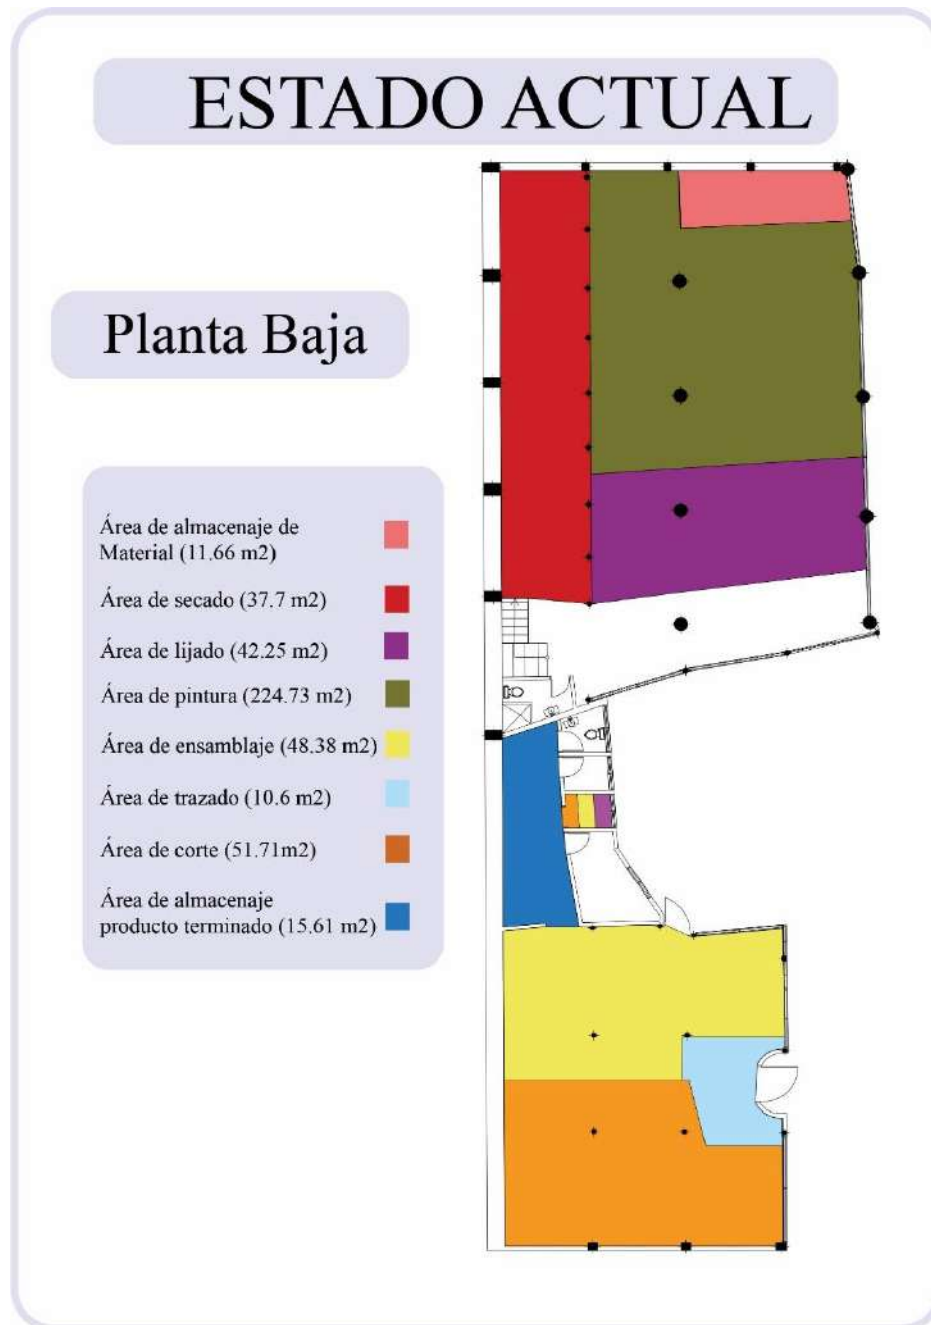 ESTADO ACTUAL
Planta Baja
Área de almacenaje de
Material (11.66 m2)
Área de secado (37.7 m2)
Área de lijado (42.25 m2)
Área de pintura (224.73 m2)
Área de ensamblaje (48.38 m2)
Área de trazado (10.6 m2)
Área de corte (51.71m2)
Área de almacenaje
producto terminado (15.61 m2)